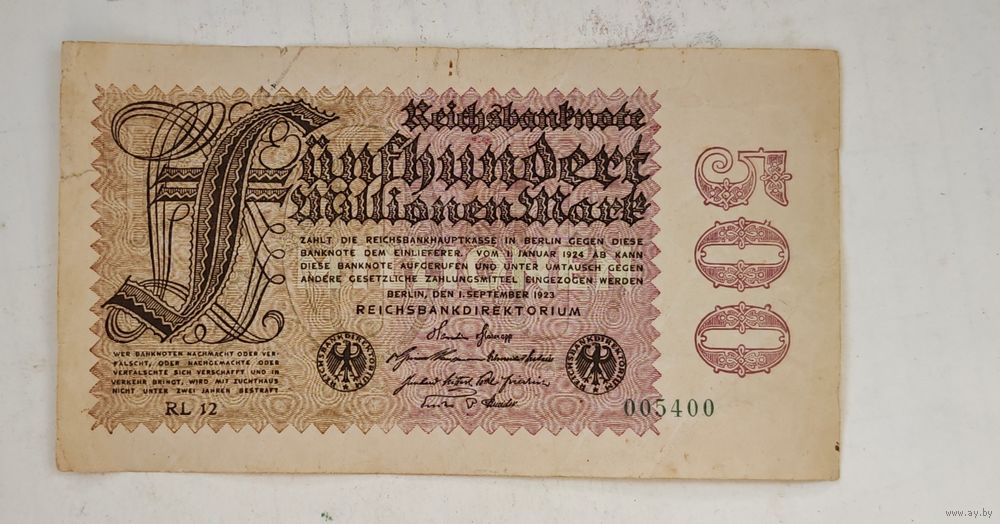 Reichsbanknote
Fünfhundert
Millionen Mark
ZAHLT DIE REICHSBANKHAUPTKASSE IN BERLIN GEGEN DIESE
BANKNOTE DEM EINLIEFERER. VOM 1. JANUAR 1924 AB KANN
DIESE BANKNOTE AUFGERUFEN UND UNTER UMTAUSCH GEGEN
ANDERE GESETZLICHE ZAHLUNGSMITTEL EINGEZOGEN WERDEN
BERLIN, DEN 1. SEPTEMBER 1923
REICHSBANKDIREKTORIUM
WER BANKNOTEN NACHMACHT ODER VER-
FÄLSCHT, ODER NACHGEMACHTE ODER
VERFÄLSCHTE SICH VERSCHAFFT UND IN
VERKEHR BRINGT, WIRD MIT ZUCHTHAUS
NICHT UNTER ZWEI JAHREN BESTRAFT
RL 12
REICHSBANKDIREKTORIUM
REICHSBANKDIREKTORIUM
005400
500
www.ay.by